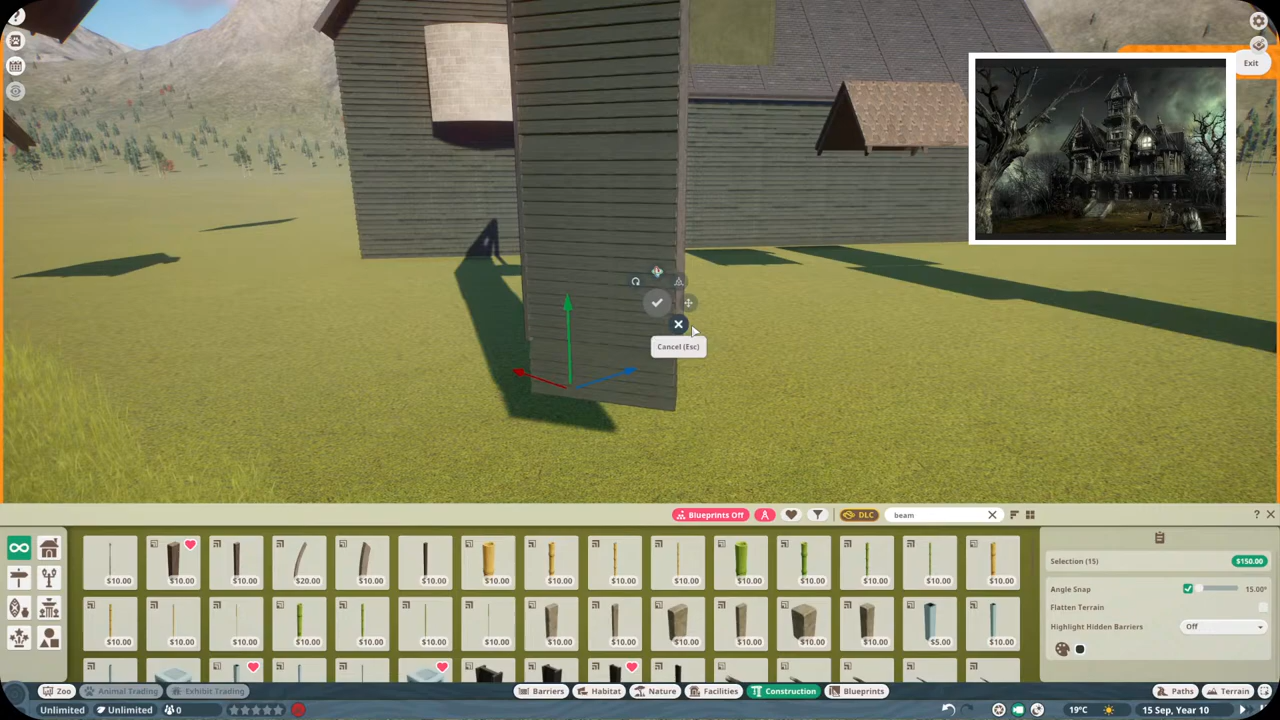 Exit
Cancel (Esc)
Blueprints Off
DLC
beam
?
$10.00 $10.00 $10.00 $20.00 $10.00 $10.00 $10.00 $10.00 $10.00 $10.00 $10.00 $10.00 $10.00 $10.00 $10.00
$10.00 $10.00 $10.00 $10.00 $10.00 $10.00 $10.00 $10.00 $10.00 $10.00 $10.00 $10.00 $10.00 $5.00 $10.00
Selection (15) $150.00
Angle Snap 15.00°
Flatten Terrain
Highlight Hidden Barriers Off
Zoo Animal Trading Exhibit Trading Barriers Habitat Nature Facilities Construction Blueprints Paths Terrain
Unlimited Unlimited 0 19°C 15 Sep, Year 10